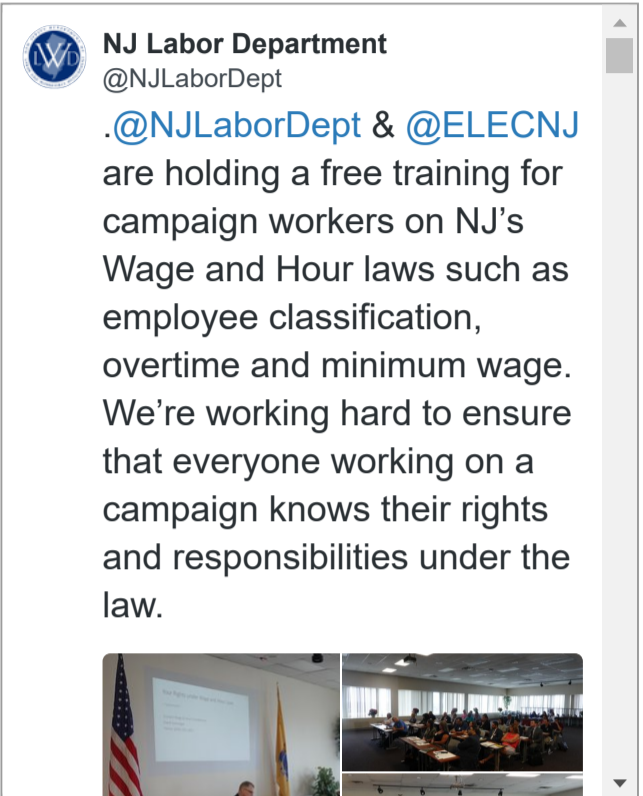 NJ Labor Department
@NJLaborDept
.@NJLaborDept & @ELECNJ
are holding a free training for
campaign workers on NJ’s
Wage and Hour laws such as
employee classification,
overtime and minimum wage.
We’re working hard to ensure
that everyone working on a
campaign knows their rights
and responsibilities under the
law.